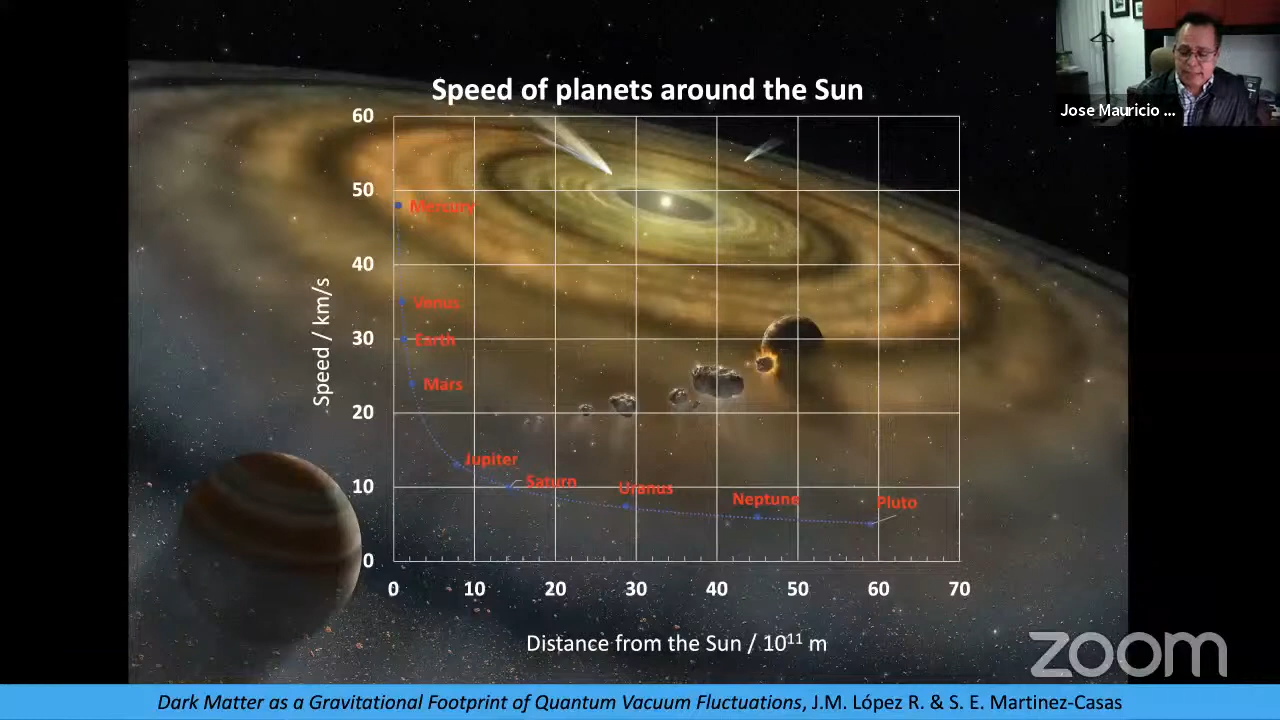 Jose Mauricio ...
Speed of planets around the Sun
60
50
40
30
20
10
0
Speed / km/s
Mercury
Venus
Earth
Mars
Jupiter
Saturn
Uranus
Neptune
Pluto
0 10 20 30 40 50 60 70
Distance from the Sun / 10¹¹ m
zoom
Dark Matter as a Gravitational Footprint of Quantum Vacuum Fluctuations, J.M. López R. & S. E. Martinez-Casas